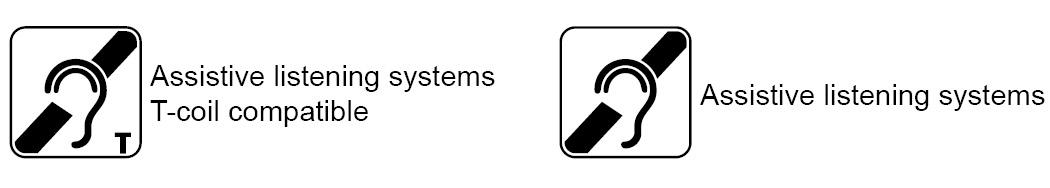 Assistive listening systems
T-coil compatible
T
Assistive listening systems